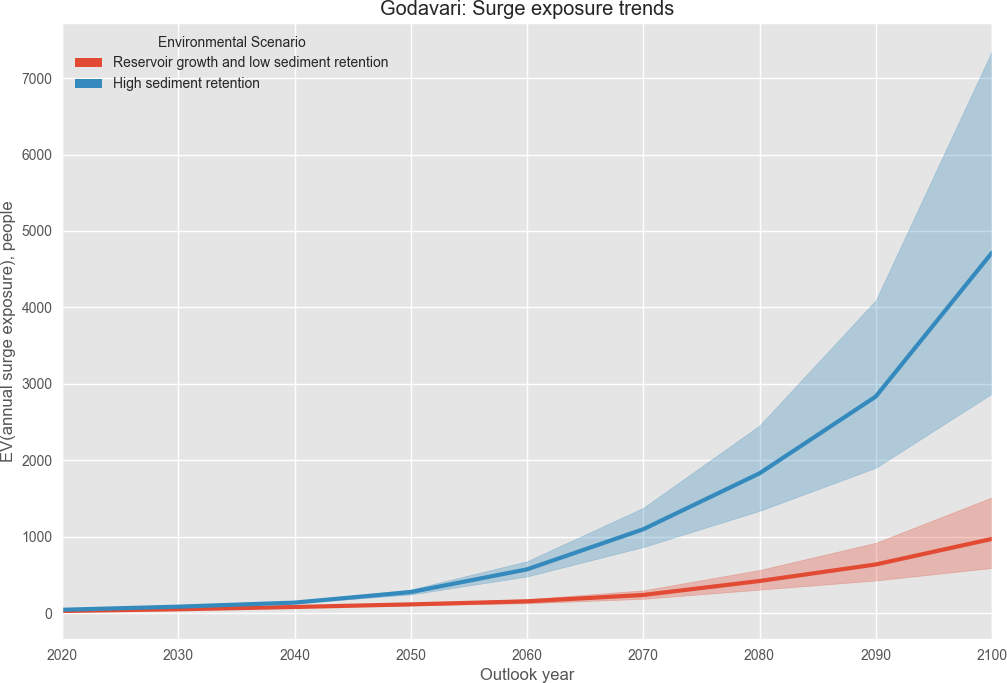 Godavari: Surge exposure trends
Environmental Scenario
Reservoir growth and low sediment retention
High sediment retention
EV(annual surge exposure), people
7000
6000
5000
4000
3000
2000
1000
0
2020 2030 2040 2050 2060 2070 2080 2090 2100
Outlook year